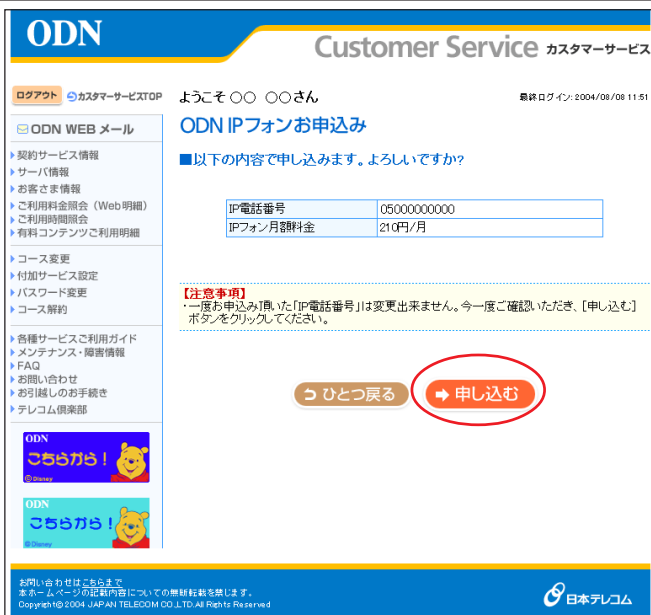 ODN
Customer Service カスタマーサービス
ログアウト カスタマーサービスTOP
ようこそ ○○ ○○さん
最終ログイン: 2004/08/08 11:51
ODN WEB メール
契約サービス情報
サーバ情報
お客さま情報
ご利用料金照会（Web明細）
ご利用時間照会
有料コンテンツご利用明細
コース変更
付加サービス設定
パスワード変更
コース解約
各種サービスご利用ガイド
メンテナンス・障害情報
FAQ
お問い合わせ
お引越しのお手続き
テレコム倶楽部
ODN
こちらから！
©Disney
ODN
こちらから！
©Disney
ODN IPフォンお申込み
■以下の内容で申し込みます。よろしいですか?
IP電話番号 05000000000
IPフォン月額料金 210円/月
【注意事項】
・一度お申込み頂いた「IP電話番号」は変更出来ません。今一度ご確認いただき、[申し込む]
ボタンをクリックしてください。
ひとつ戻る 申し込む
お問い合わせはこちらまで
本ホームページの記載内容についての無断転載を禁じます。
Copyright© 2004 JAPAN TELECOM CO.,LTD.All Rights Reserved
日本テレコム